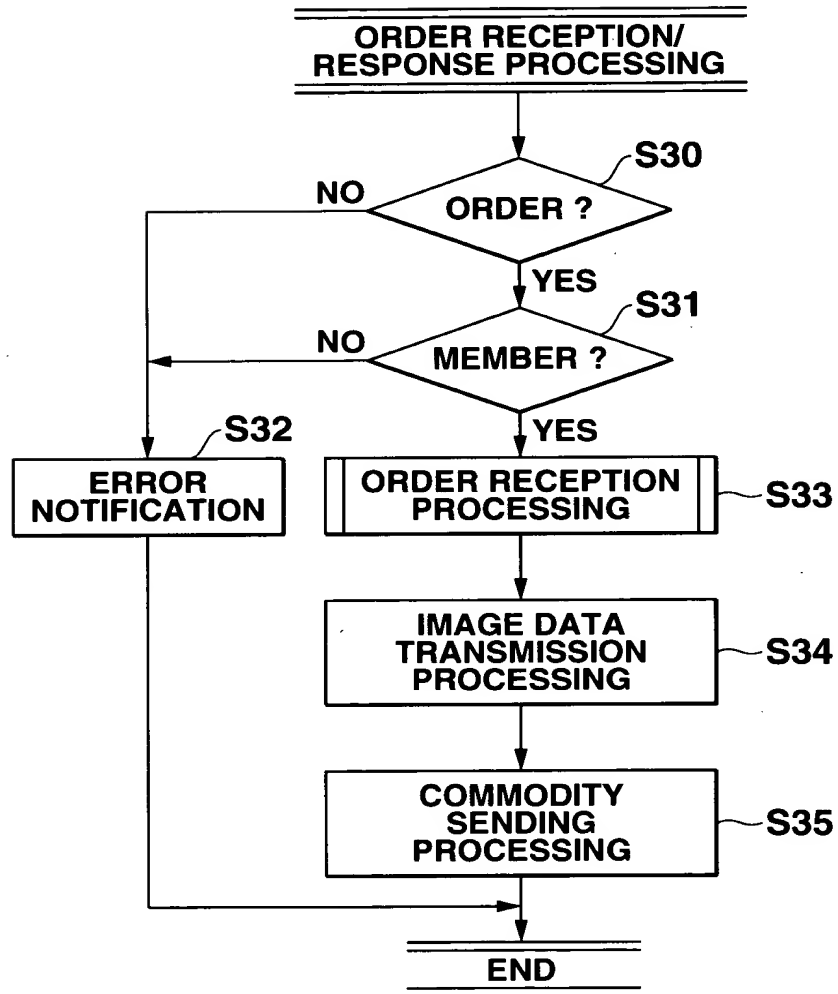 ORDER RECEPTION/
RESPONSE PROCESSING
S30
NO
ORDER ?
YES
S31
NO
MEMBER ?
S32
YES
ERROR
NOTIFICATION
ORDER RECEPTION
PROCESSING
S33
IMAGE DATA
TRANSMISSION
PROCESSING
S34
COMMODITY
SENDING
PROCESSING
S35
END